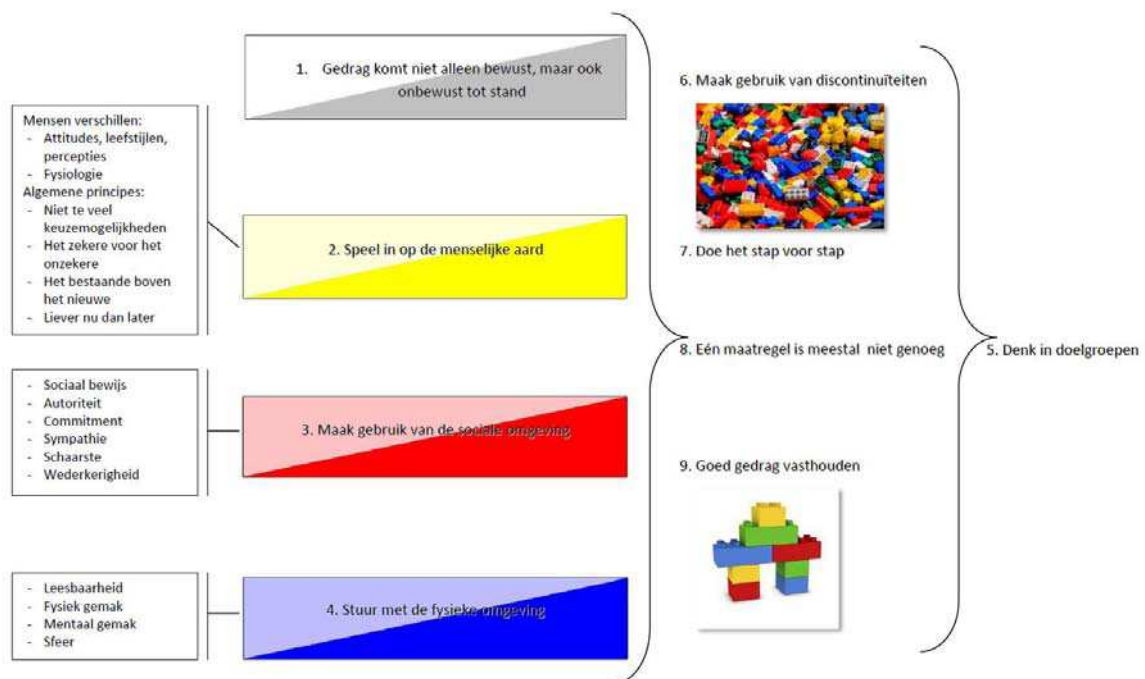 1. Gedrag komt niet alleen bewust, maar ook
onbewust tot stand
Mensen verschillen:
- Attitudes, leefstijlen,
percepties
- Fysiologie
Algemene principes:
- Niet te veel
keuzemogelijkheden
- Het zekere voor het
onzekere
- Het bestaande boven
het nieuwe
- Liever nu dan later
2. Speel in op de menselijke aard
- Sociaal bewijs
- Autoriteit
- Commitment
- Sympathie
- Schaarste
- Wederkerigheid
3. Maak gebruik van de sociale omgeving
- Leesbaarheid
- Fysiek gemak
- Mentaal gemak
- Sfeer
4. Stuur met de fysieke omgeving
6. Maak gebruik van discontinuïteiten
7. Doe het stap voor stap
8. Eén maatregel is meestal niet genoeg
9. Goed gedrag vasthouden
5. Denk in doelgroepen